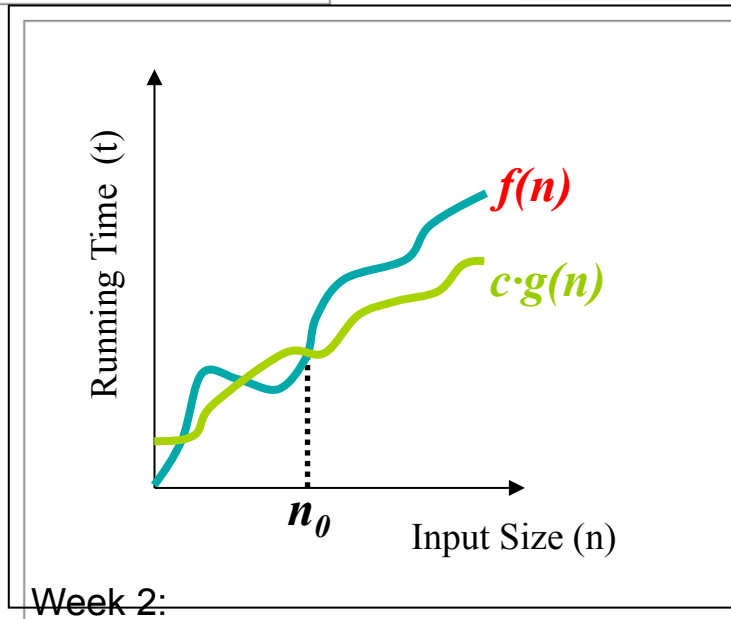 Running Time (t)
f(n)
c·g(n)
n₀
Input Size (n)
Week 2: